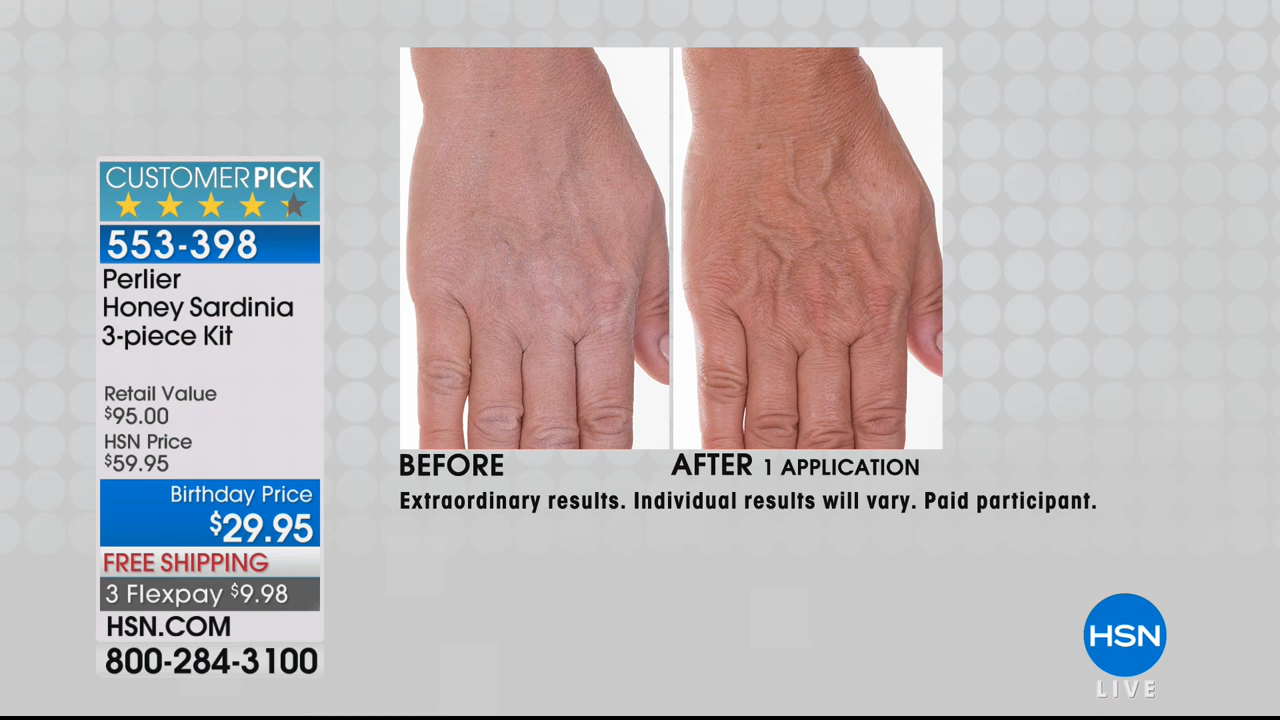 CUSTOMERPICK
553-398
Perlier
Honey Sardinia
3-piece Kit
Retail Value
$95.00
HSN Price
$59.95
Birthday Price
$29.95
FREE SHIPPING
3 Flexpay $9.98
HSN.COM
800-284-3100
BEFORE
AFTER 1 APPLICATION
Extraordinary results. Individual results will vary. Paid participant.
HSN
LIVE